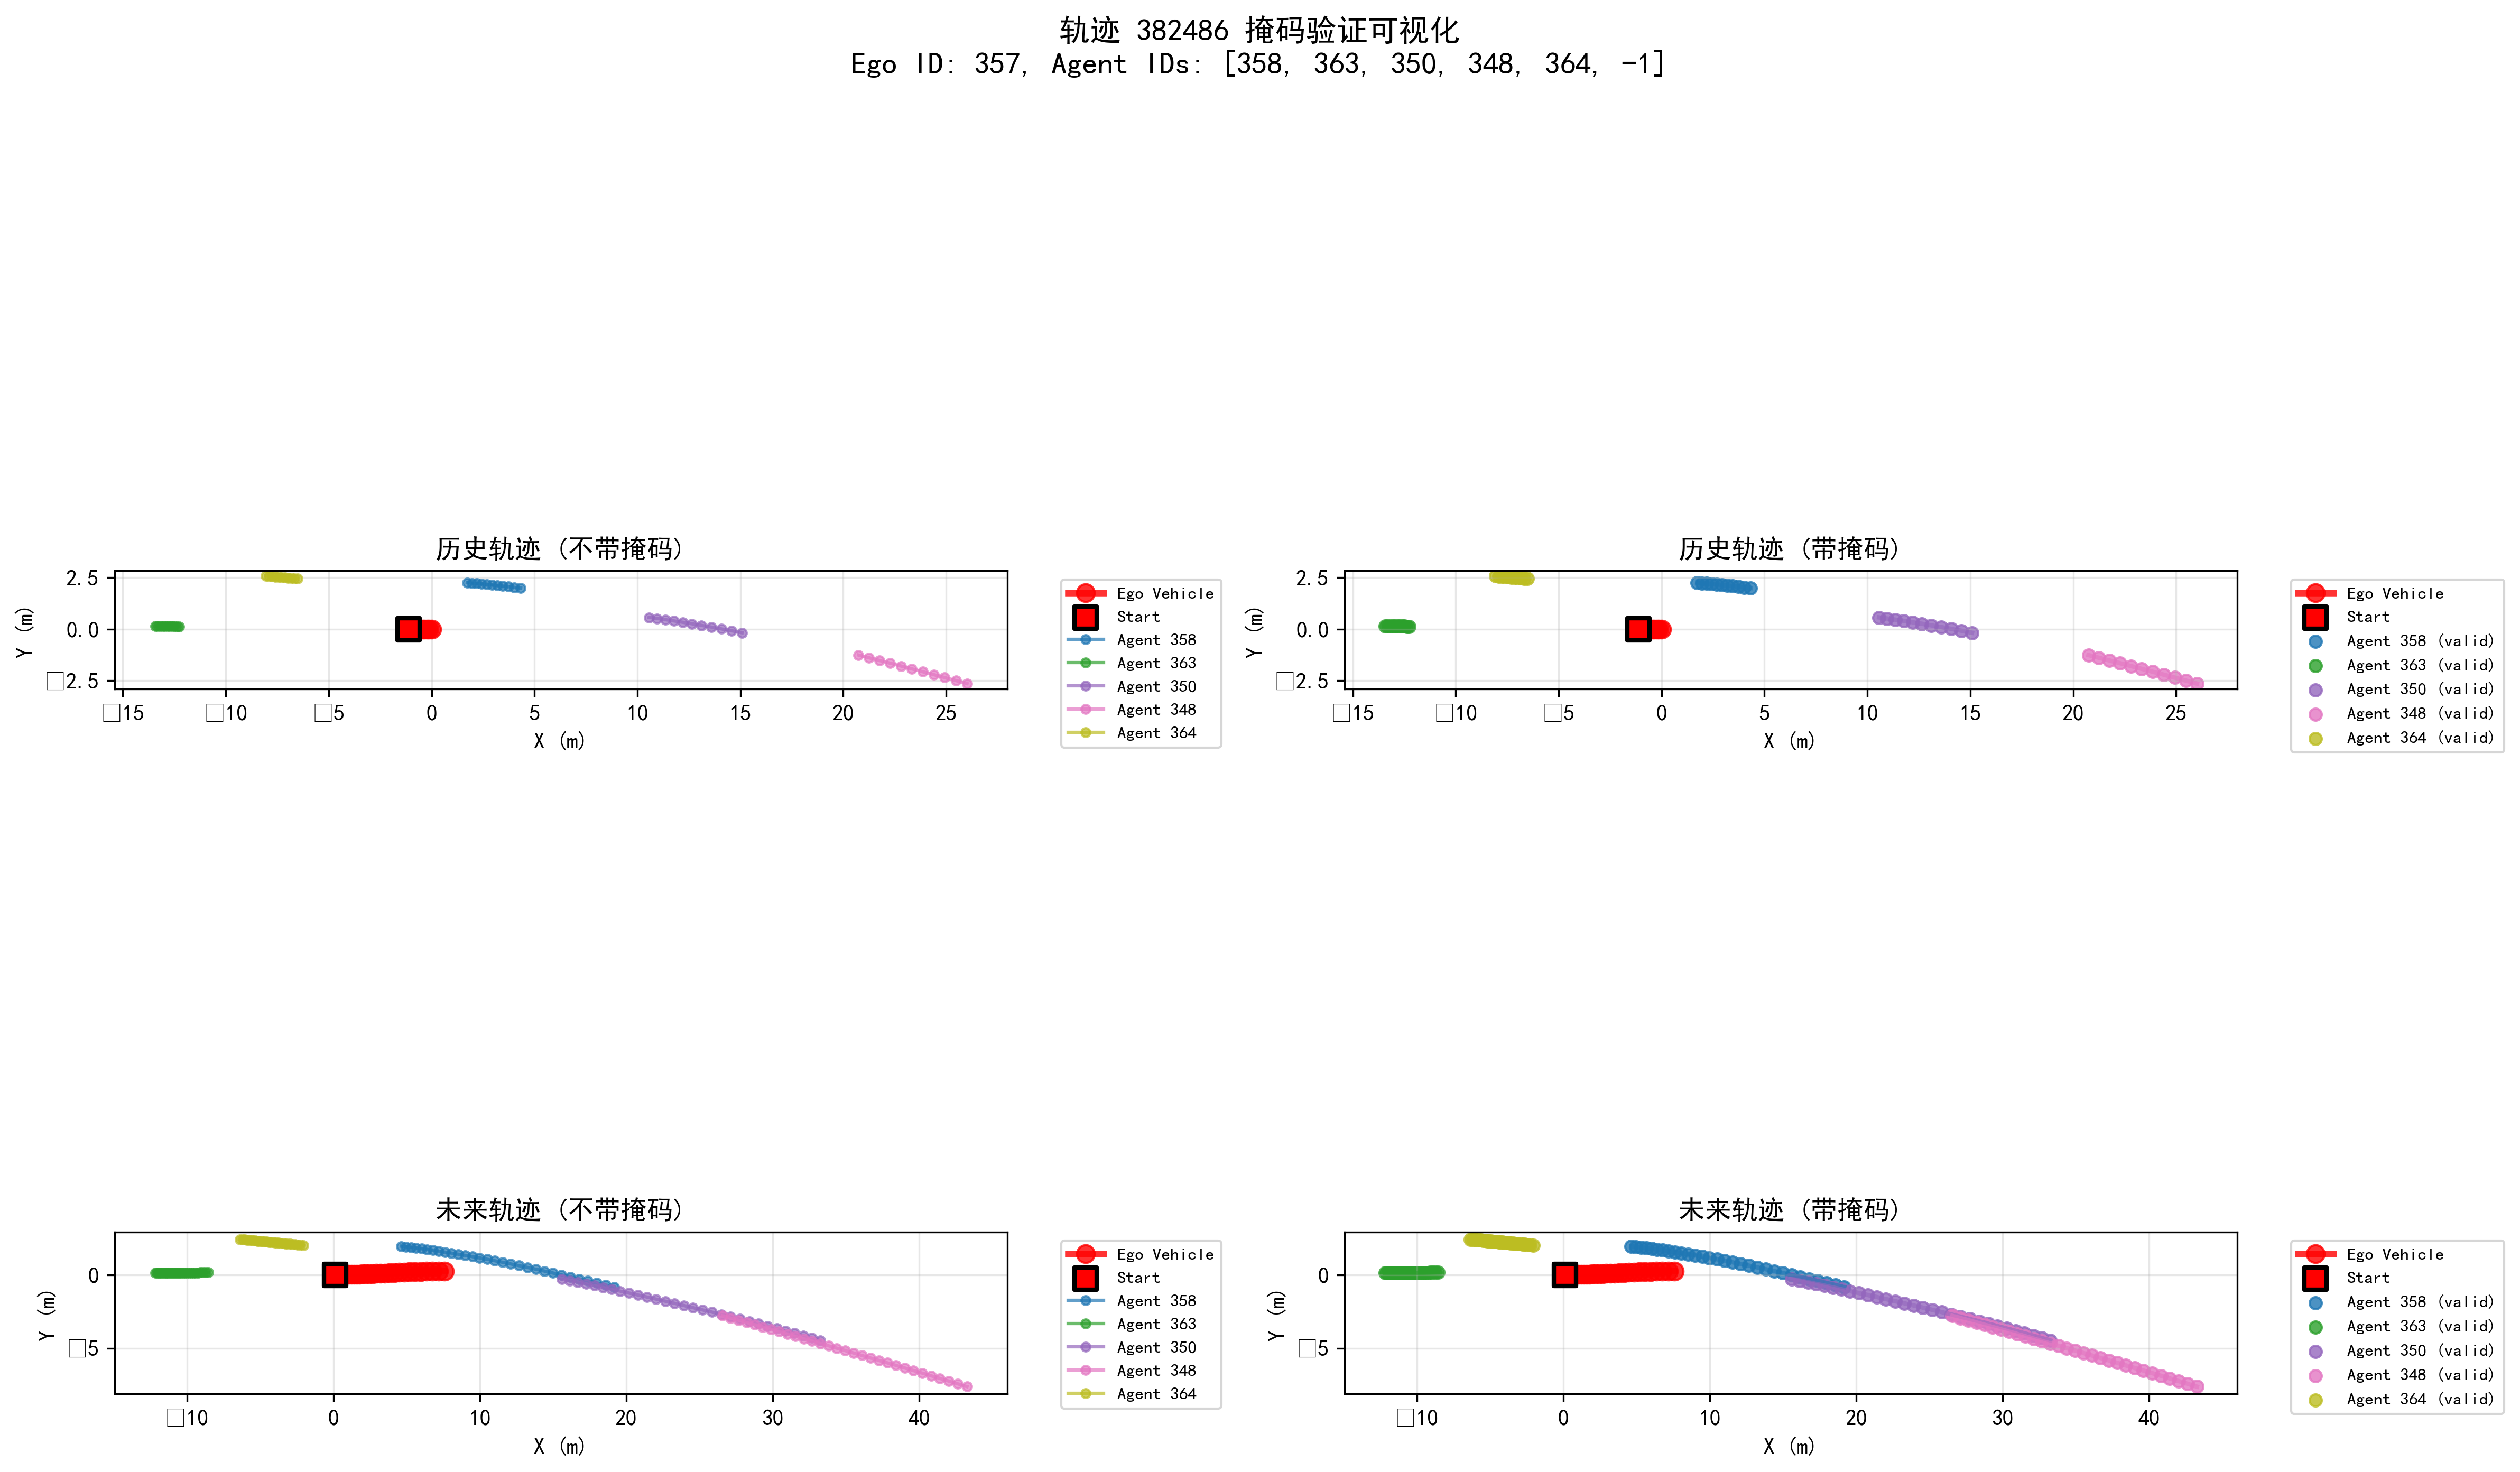 轨迹 382486 掩码验证可视化
Ego ID: 357, Agent IDs: [358, 363, 350, 348, 364, -1]
历史轨迹 (不带掩码)
2.5
0.0
□2.5
Y (m)
□15 □10 □5 0 5 10 15 20 25
X (m)
Ego Vehicle
Start
Agent 358
Agent 363
Agent 350
Agent 348
Agent 364
历史轨迹 (带掩码)
2.5
0.0
□2.5
Y (m)
□15 □10 □5 0 5 10 15 20 25
X (m)
Ego Vehicle
Start
Agent 358 (valid)
Agent 363 (valid)
Agent 350 (valid)
Agent 348 (valid)
Agent 364 (valid)
未来轨迹 (不带掩码)
0
□5
Y (m)
□10 0 10 20 30 40
X (m)
Ego Vehicle
Start
Agent 358
Agent 363
Agent 350
Agent 348
Agent 364
未来轨迹 (带掩码)
0
□5
Y (m)
□10 0 10 20 30 40
X (m)
Ego Vehicle
Start
Agent 358 (valid)
Agent 363 (valid)
Agent 350 (valid)
Agent 348 (valid)
Agent 364 (valid)